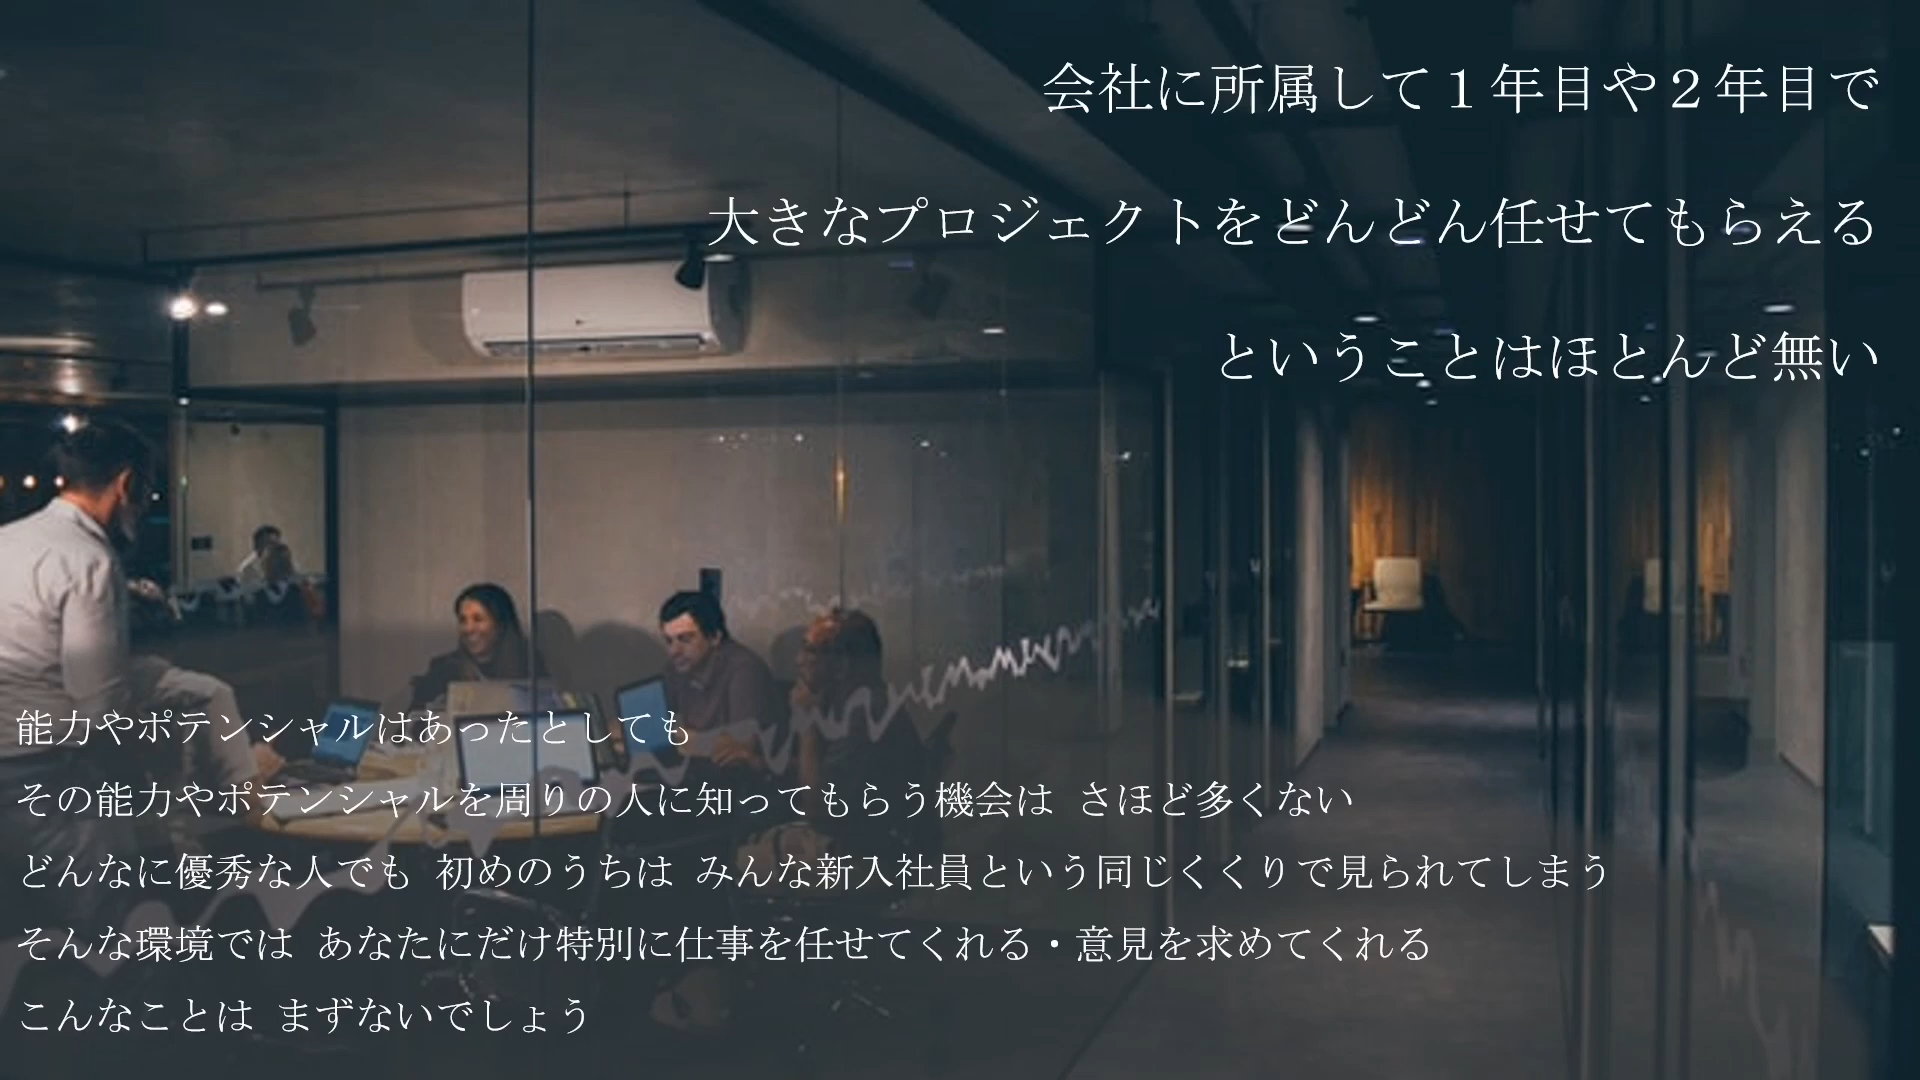 会社に所属して１年目や２年目で
大きなプロジェクトをどんどん任せてもらえる
ということはほとんど無い
能力やポテンシャルはあったとしても
その能力やポテンシャルを周りの人に知ってもらう機会は さほど多くない
どんなに優秀な人でも 初めのうちは みんな新入社員という同じくくりで見られてしまう
そんな環境では あなたにだけ特別に仕事を任せてくれる・意見を求めてくれる
こんなことは まずないでしょう